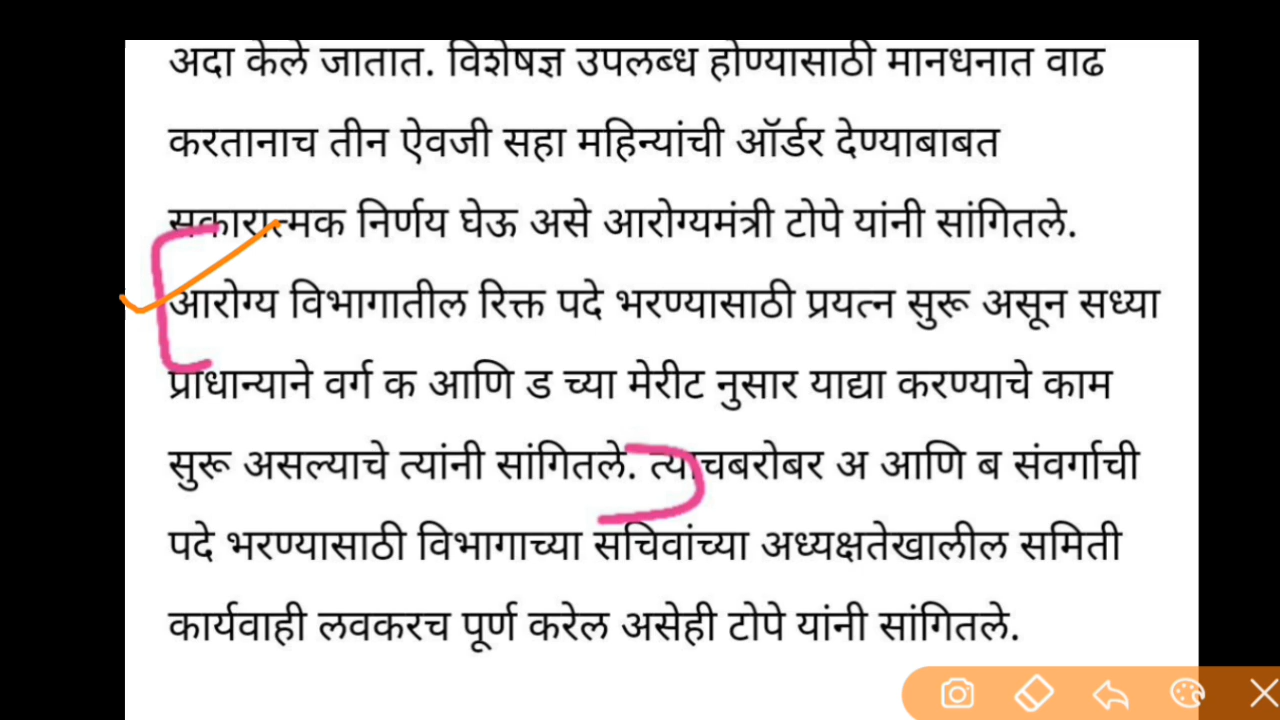 अदा केले जातात. विशेषज्ञ उपलब्ध होण्यासाठी मानधनात वाढ
करतानाच तीन ऐवजी सहा महिन्यांची ऑर्डर देण्याबाबत
सकारात्मक निर्णय घेऊ असे आरोग्यमंत्री टोपे यांनी सांगितले.
आरोग्य विभागातील रिक्त पदे भरण्यासाठी प्रयत्न सुरू असून सध्या
प्राधान्याने वर्ग क आणि ड च्या मेरीट नुसार याद्या करण्याचे काम
सुरू असल्याचे त्यांनी सांगितले. त्याचबरोबर अ आणि ब संवर्गाची
पदे भरण्यासाठी विभागाच्या सचिवांच्या अध्यक्षतेखालील समिती
कार्यवाही लवकरच पूर्ण करेल असेही टोपे यांनी सांगितले.